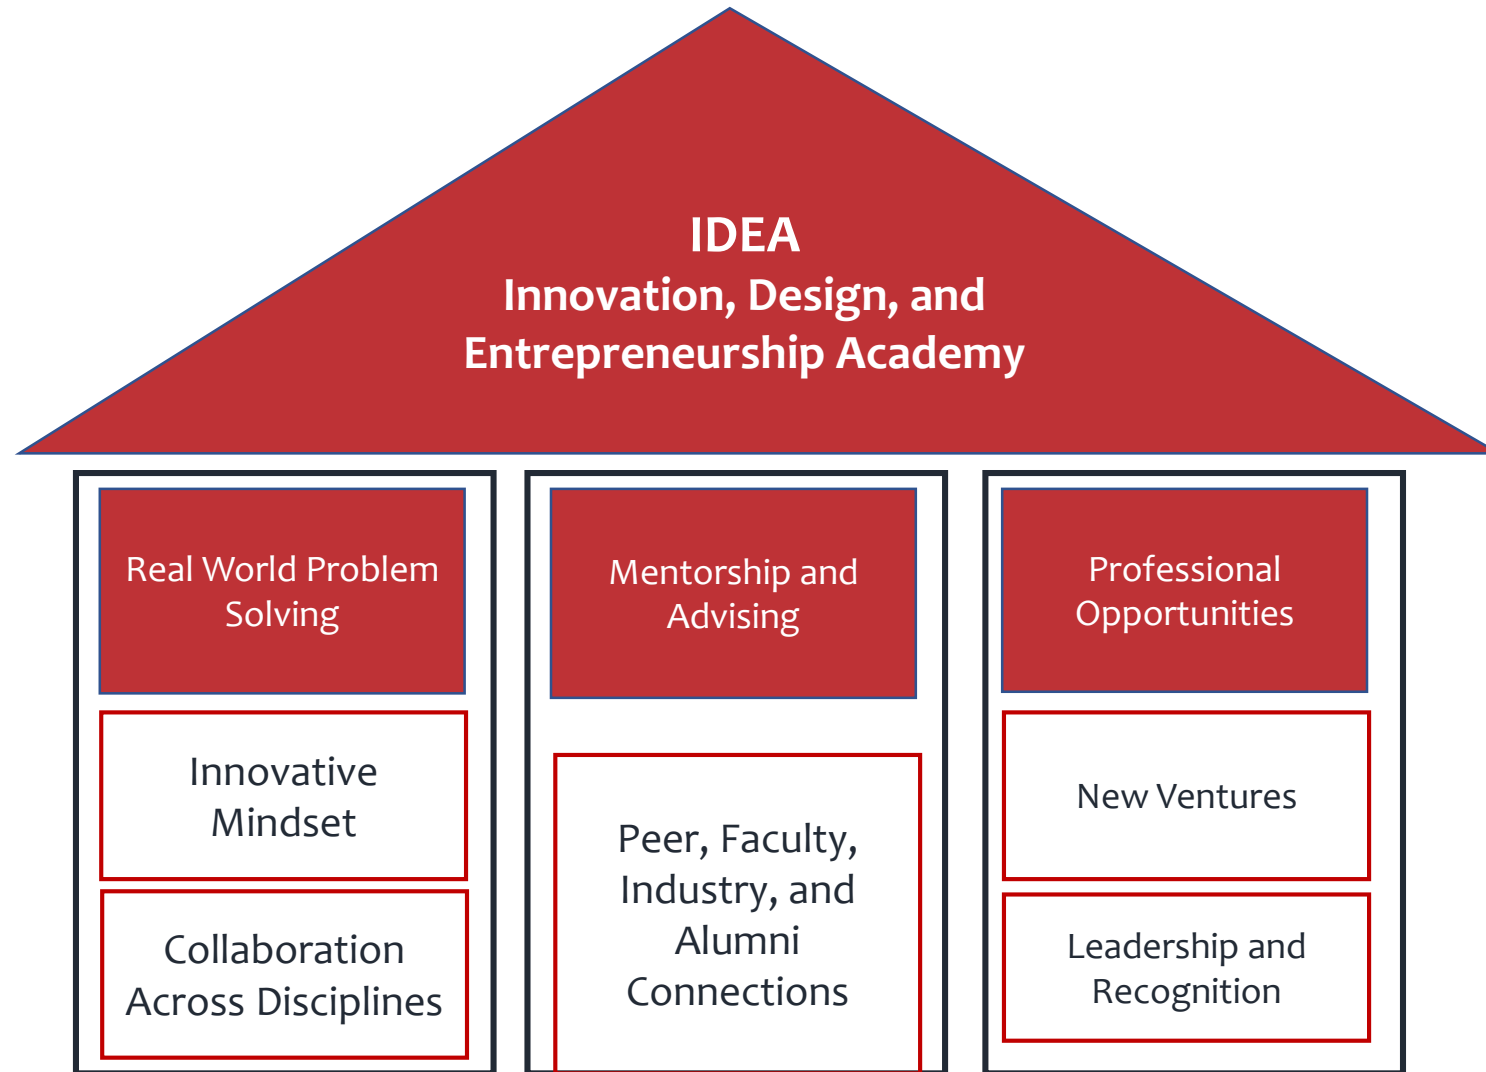 IDEA
Innovation, Design, and
Entrepreneurship Academy
Real World Problem
Solving
Innovative
Mindset
Collaboration
Across Disciplines
Mentorship and
Advising
Peer, Faculty,
Industry, and
Alumni
Connections
Professional
Opportunities
New Ventures
Leadership and
Recognition